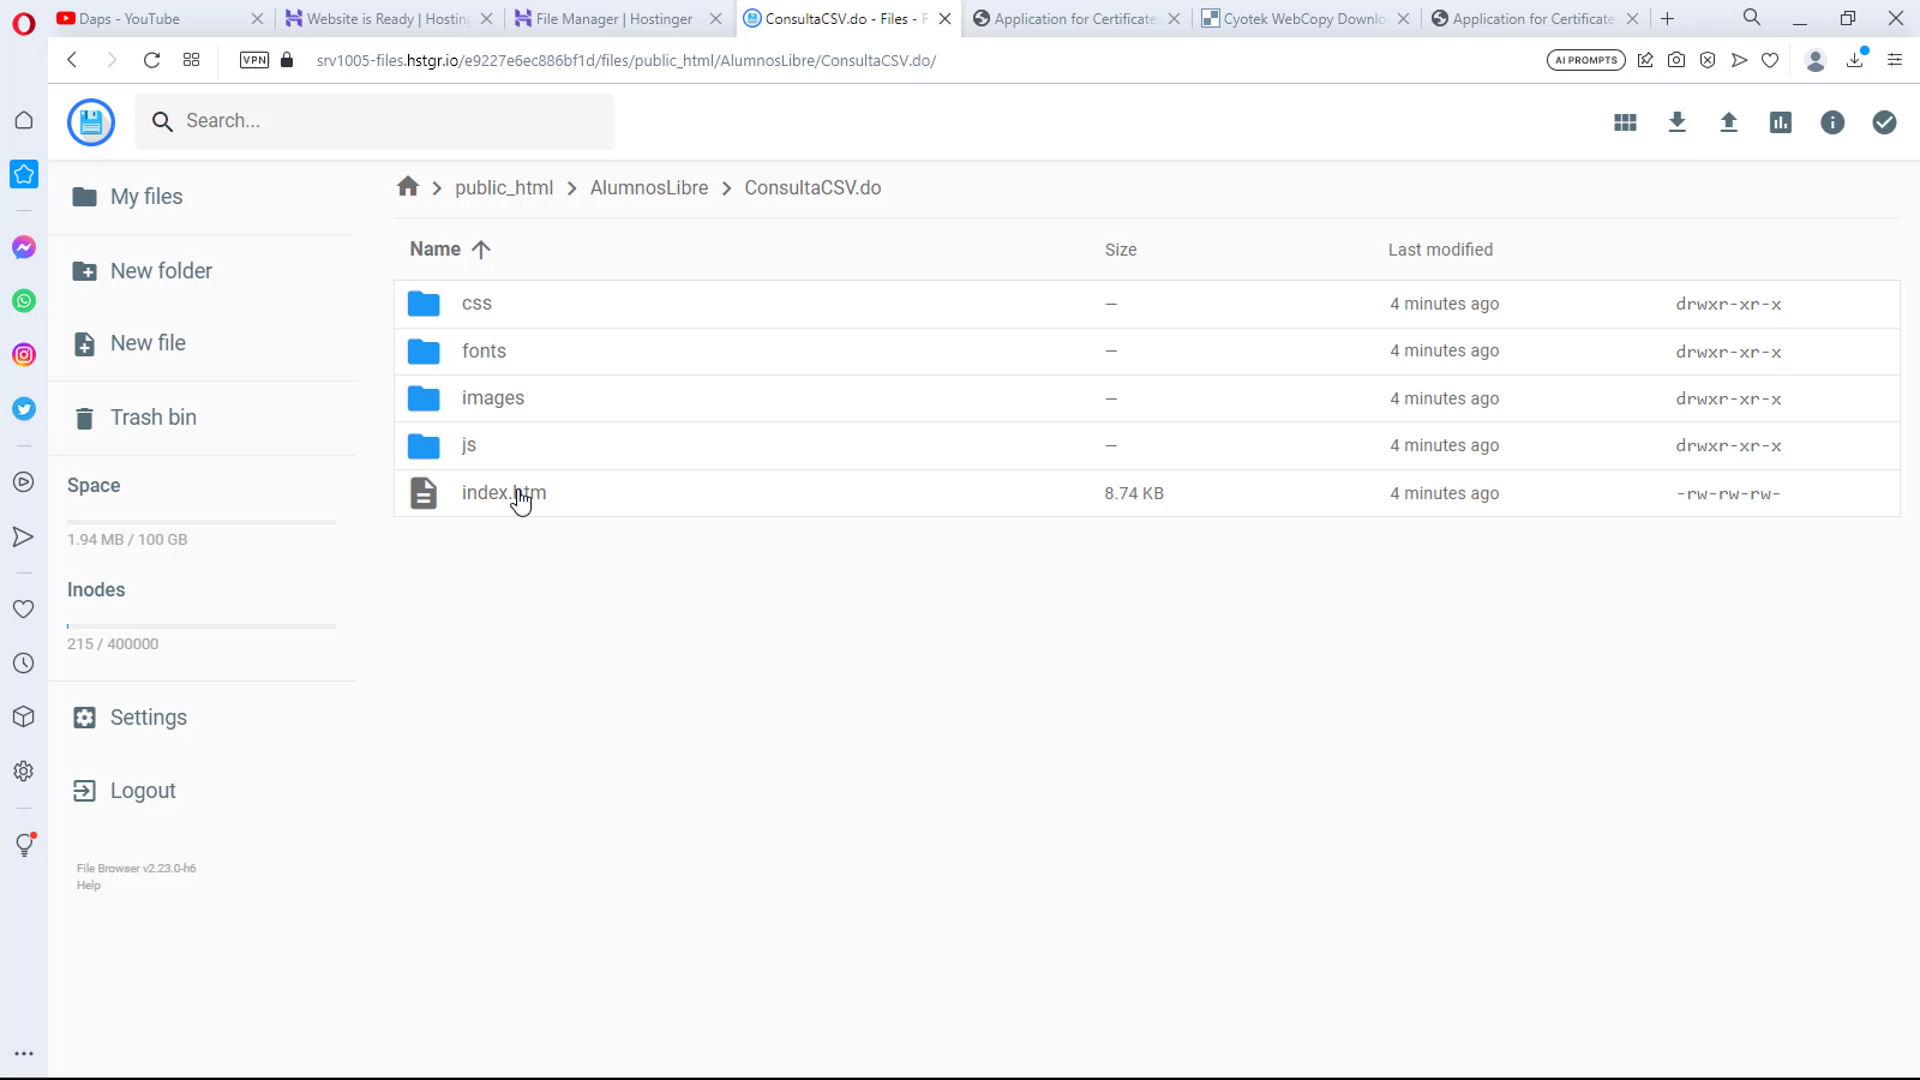 Daps - YouTube
Website is Ready | Hosting
File Manager | Hostinger
ConsultaCSV.do - Files - F
Application for Certificate
Cyotek WebCopy Downlo
Application for Certificate
VPN
srv1005-files.hstgr.io/e9227e6ec886bf1d/files/public_html/AlumnosLibre/ConsultaCSV.do/
AI PROMPTS
Search...
My files
New folder
New file
Trash bin
Space
1.94 MB / 100 GB
Inodes
215 / 400000
Settings
Logout
File Browser v2.23.0-h6
Help
public_html > AlumnosLibre > ConsultaCSV.do
Name Size Last modified
css — 4 minutes ago drwxr-xr-x
fonts — 4 minutes ago drwxr-xr-x
images — 4 minutes ago drwxr-xr-x
js — 4 minutes ago drwxr-xr-x
index.htm 8.74 KB 4 minutes ago -rw-rw-rw-